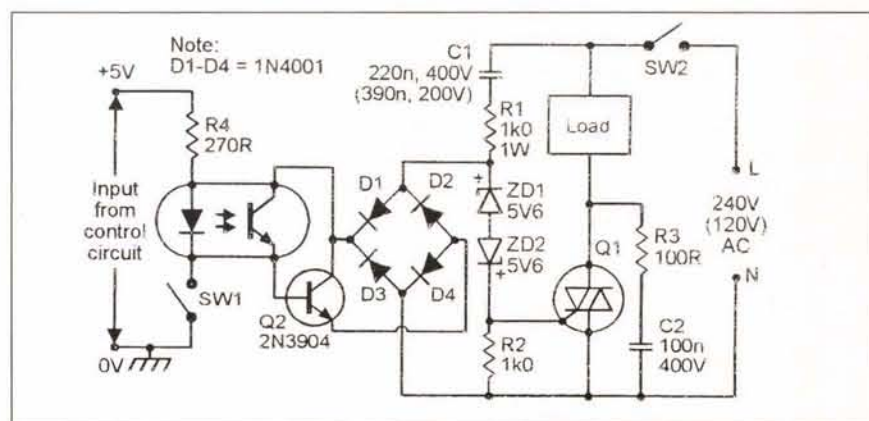 Note:
D1-D4 = 1N4001
+5V
R4
270R
Input
from
control
circuit
SW1
0V
Q2
2N3904
D1
D2
D3
D4
C1
220n, 400V
(390n, 200V)
R1
1k0
1W
+
ZD1
5V6
ZD2
5V6
+
R2
1k0
Load
Q1
SW2
L
240V
(120V)
AC
N
R3
100R
C2
100n
400V